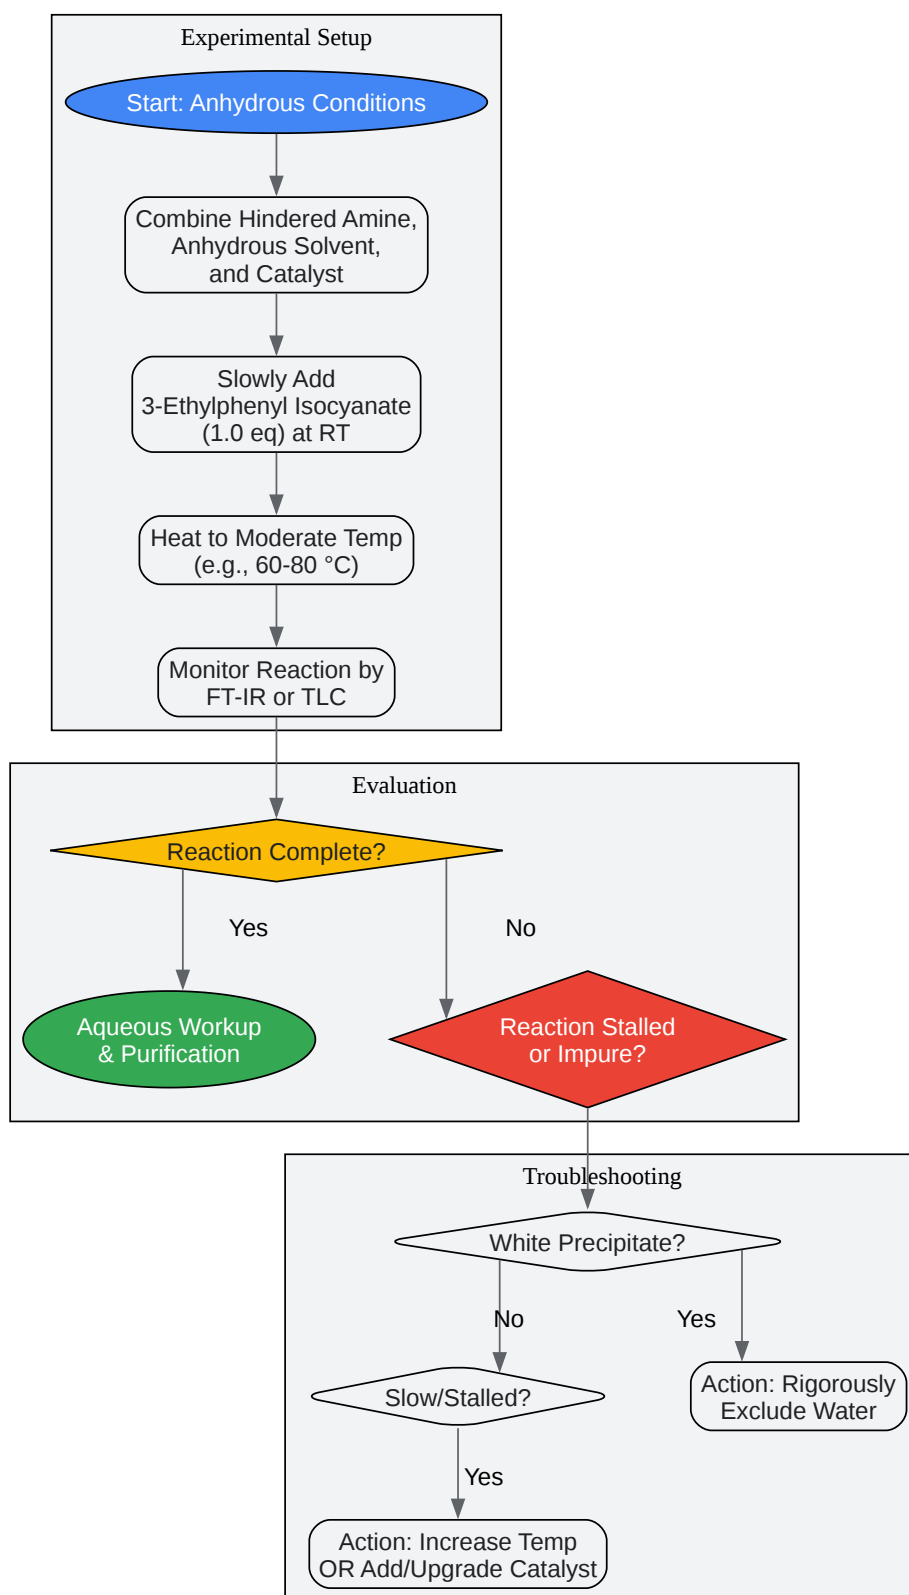 Experimental Setup
Start: Anhydrous Conditions
Combine Hindered Amine,
Anhydrous Solvent,
and Catalyst
Slowly Add
3-Ethylphenyl Isocyanate
(1.0 eq) at RT
Heat to Moderate Temp
(e.g., 60-80 °C)
Monitor Reaction by
FT-IR or TLC
Evaluation
Reaction Complete?
Yes
No
Aqueous Workup
& Purification
Reaction Stalled
or Impure?
Troubleshooting
White Precipitate?
No
Yes
Slow/Stalled?
Action: Rigorously
Exclude Water
Yes
Action: Increase Temp
OR Add/Upgrade Catalyst